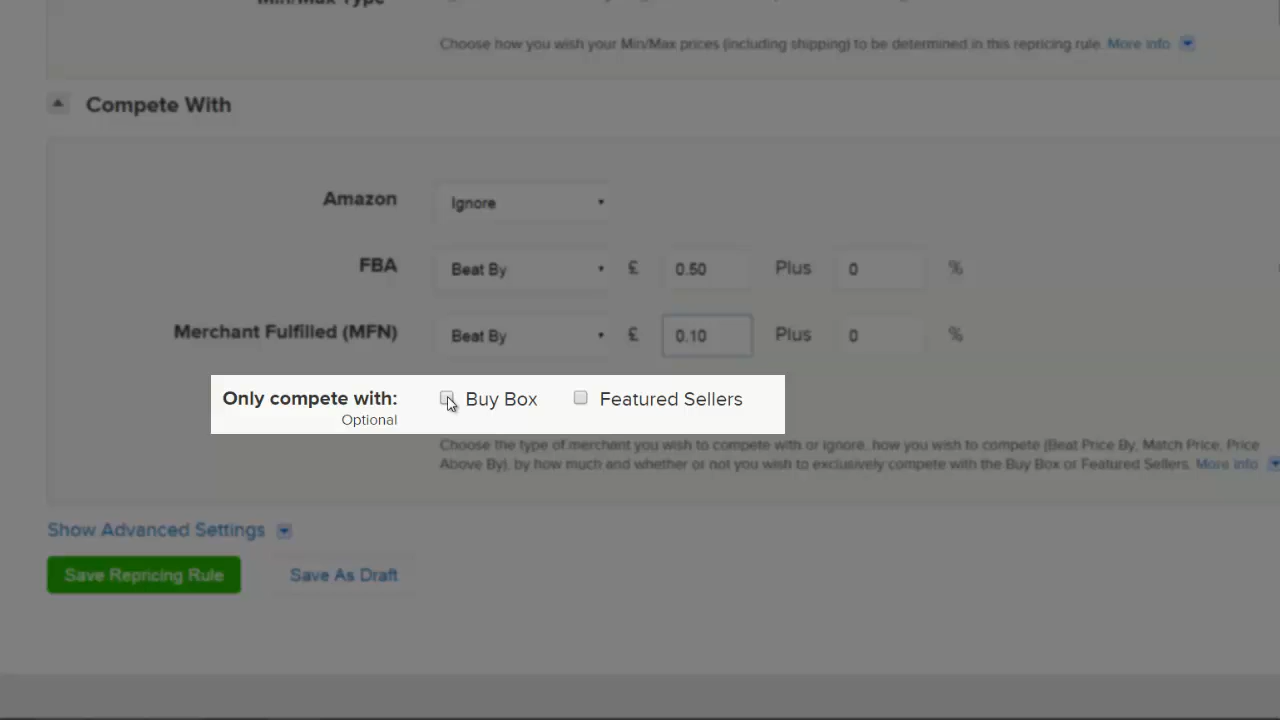 Min/Max Type
Choose how you wish your Min/Max prices (including shipping) to be determined in this repricing rule. More info
Compete With
Amazon Ignore
FBA Beat By £ 0.50 Plus 0 %
Merchant Fulfilled (MFN) Beat By £ 0.10 Plus 0 %
Only compete with: Buy Box Featured Sellers
Optional
Choose the type of merchant you wish to compete with or ignore, how you wish to compete (Beat Price By, Match Price, Price
Above By), by how much and whether or not you wish to exclusively compete with the Buy Box or Featured Sellers. More info
Show Advanced Settings
Save Repricing Rule Save As Draft